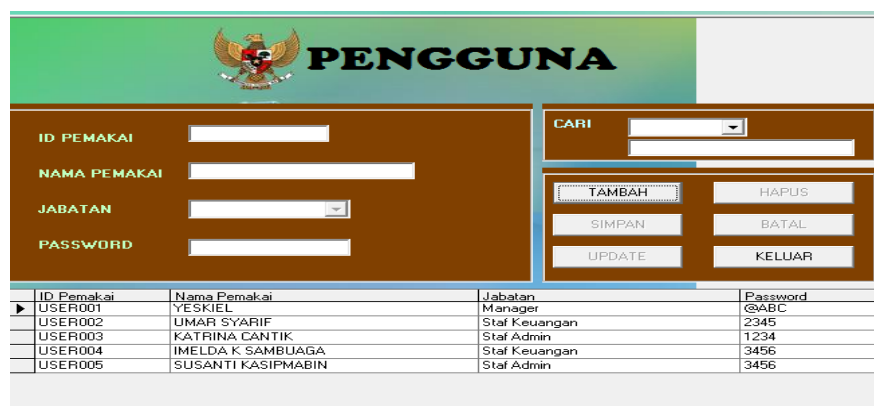 PENGGUNA
ID PEMAKAI
NAMA PEMAKAI
JABATAN
PASSWORD
CARI
TAMBAH HAPUS
SIMPAN BATAL
UPDATE KELUAR
ID Pemakai Nama Pemakai Jabatan Password
USER001 YESKIEL Manager @ABC
USER002 UMAR SYARIF Staf Keuangan 2345
USER003 KATRINA CANTIK Staf Admin 1234
USER004 IMELDA K SAMBUAGA Staf Keuangan 3456
USER005 SUSANTI KASIPMABIN Staf Admin 3456